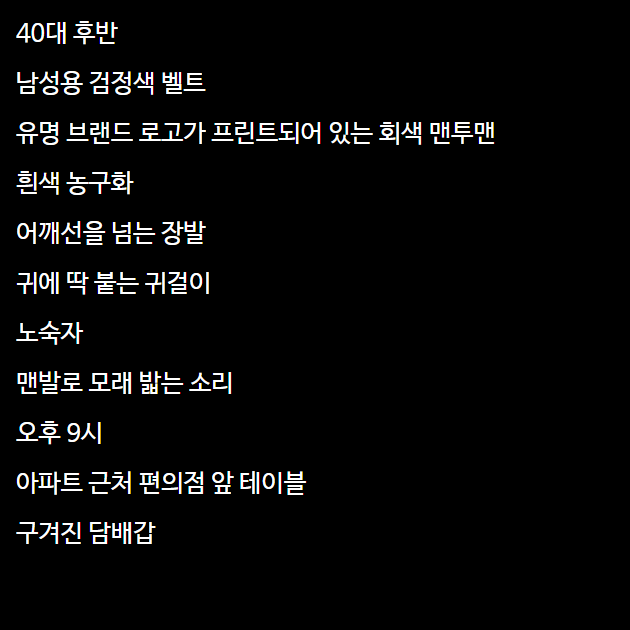 40대 후반
남성용 검정색 벨트
유명 브랜드 로고가 프린트되어 있는 회색 맨투맨
흰색 농구화
어깨선을 넘는 장발
귀에 딱 붙는 귀걸이
노숙자
맨발로 모래 밟는 소리
오후 9시
아파트 근처 편의점 앞 테이블
구겨진 담배갑